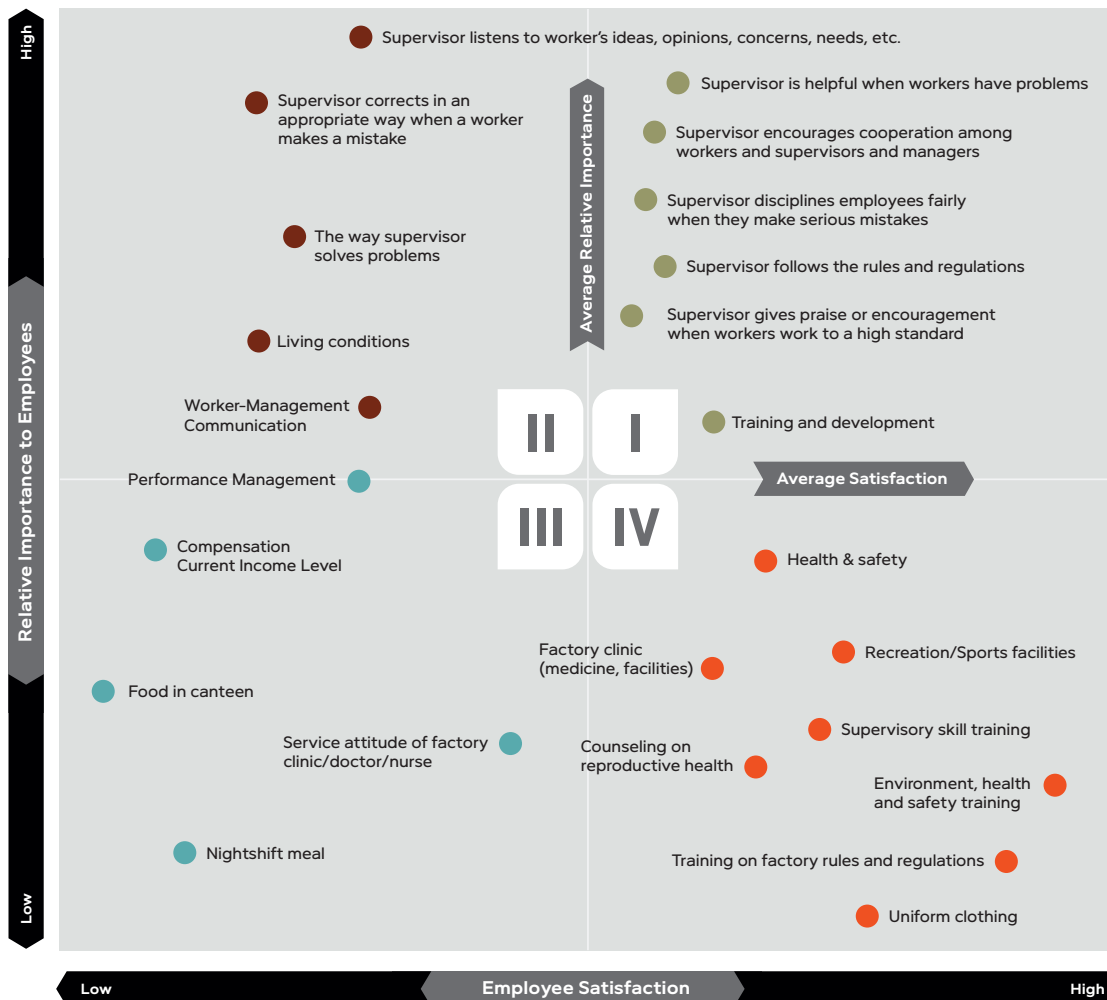 High
Supervisor listens to worker’s ideas, opinions, concerns, needs, etc.
Supervisor is helpful when workers have problems
Supervisor corrects in an
appropriate way when a worker
makes a mistake
Average Relative Importance
Supervisor encourages cooperation among
workers and supervisors and managers
Supervisor disciplines employees fairly
when they make serious mistakes
The way supervisor
solves problems
Supervisor follows the rules and regulations
Supervisor gives praise or encouragement
when workers work to a high standard
Living conditions
Relative Importance to Employees
Worker-Management
Communication
II
I
Training and development
Performance Management
Average Satisfaction
III
IV
Compensation
Current Income Level
Health & safety
Factory clinic
(medicine, facilities)
Recreation/Sports facilities
Food in canteen
Supervisory skill training
Service attitude of factory
clinic/doctor/nurse
Counseling on
reproductive health
Environment, health
and safety training
Nightshift meal
Training on factory rules and regulations
Low
Uniform clothing
Low
Employee Satisfaction
High